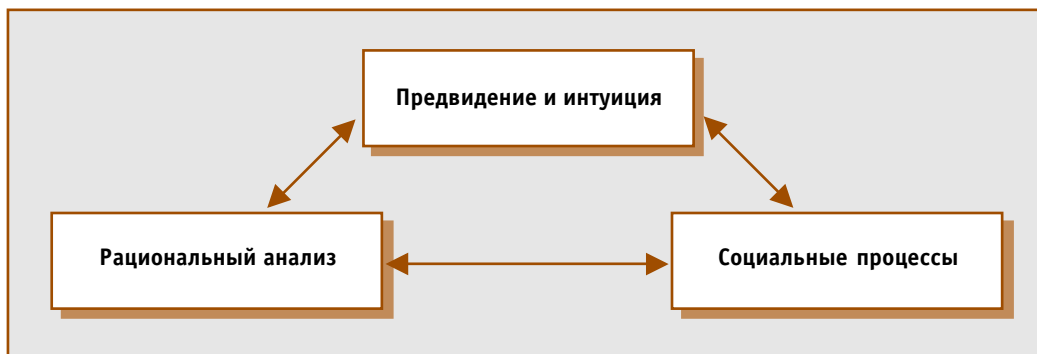 Предвидение и интуиция
Рациональный анализ
Социальные процессы